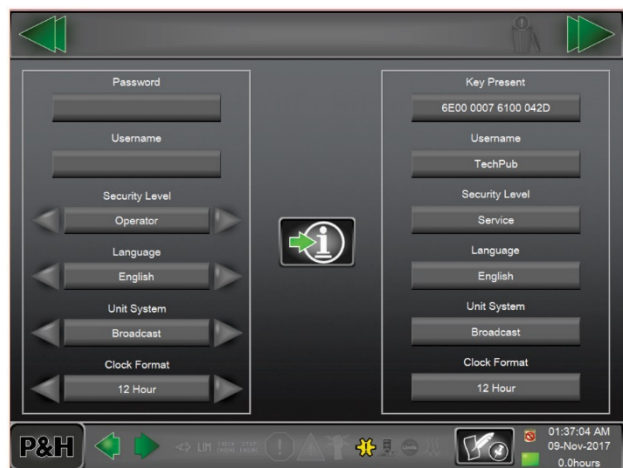 Password
Username
Security Level
Operator
Language
English
Unit System
Broadcast
Clock Format
12 Hour
Key Present
6E00 0007 6100 042D
Username
TechPub
Security Level
Service
Language
English
Unit System
Broadcast
Clock Format
12 Hour
P&H
LIM
01:37:04 AM
09-Nov-2017
0.0hours